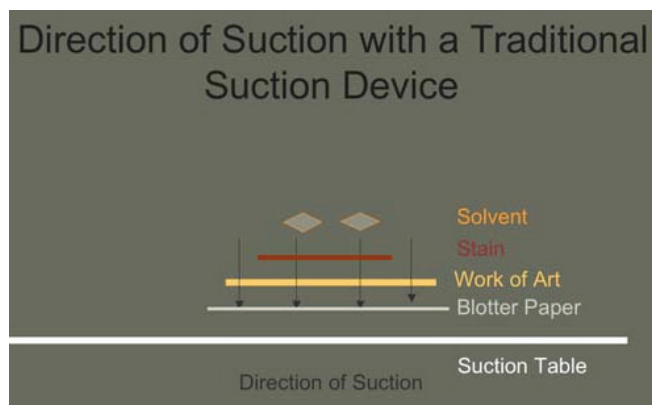 Direction of Suction with a Traditional
Suction Device
Solvent
Stain
Work of Art
Blotter Paper
Suction Table
Direction of Suction